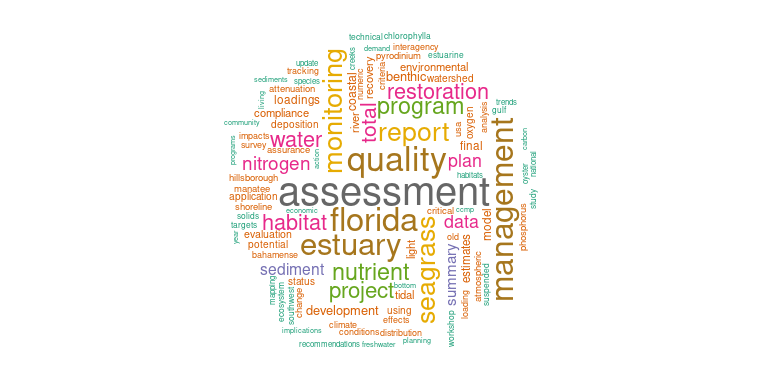 technical
chlorophylla
demand
interagency
creeks
pyrodinium
estuarine
update
tracking
monitoring
numeric
coastal
recovery
criteria
environmental
benthic
watershed
sediments
species
attenuation
restoration
living
loadings
program
trends
gulf
compliance
total
river
community
deposition
report
usa
oxygen
analysis
impacts
water
survey
final
management
carbon
assurance
programs
action
quality
plan
nitrogen
habitats
oyster
national
hillsborough
manatee
assessment
application
study
shoreline
economic
critical
ccmp
solids
habitat
florida
data
targets
model
phosphorus
year
evaluation
old
potential
estuary
light
seagrass
bahamense
summary
estimates
sediment
nutrient
atmospheric
suspended
status
bottom
mapping
ecosystem
southwest
change
project
tidal
loading
development
using
effects
climate
workshop
implications
conditions
distribution
planning
recommendations
freshwater